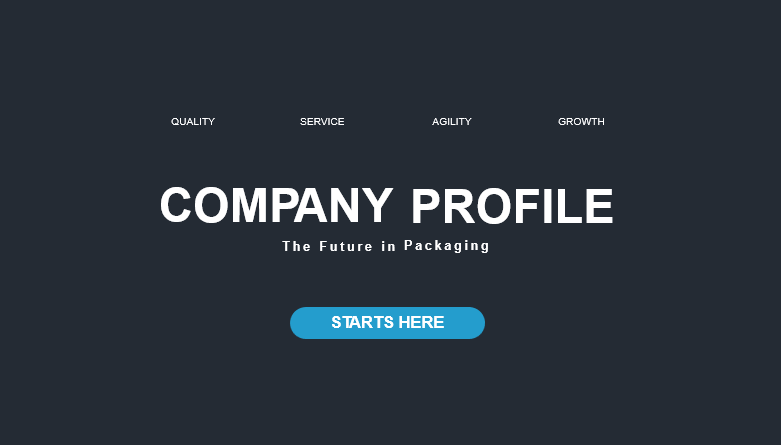 QUALITY SERVICE AGILITY GROWTH
COMPANY PROFILE
The Future in Packaging
STARTS HERE